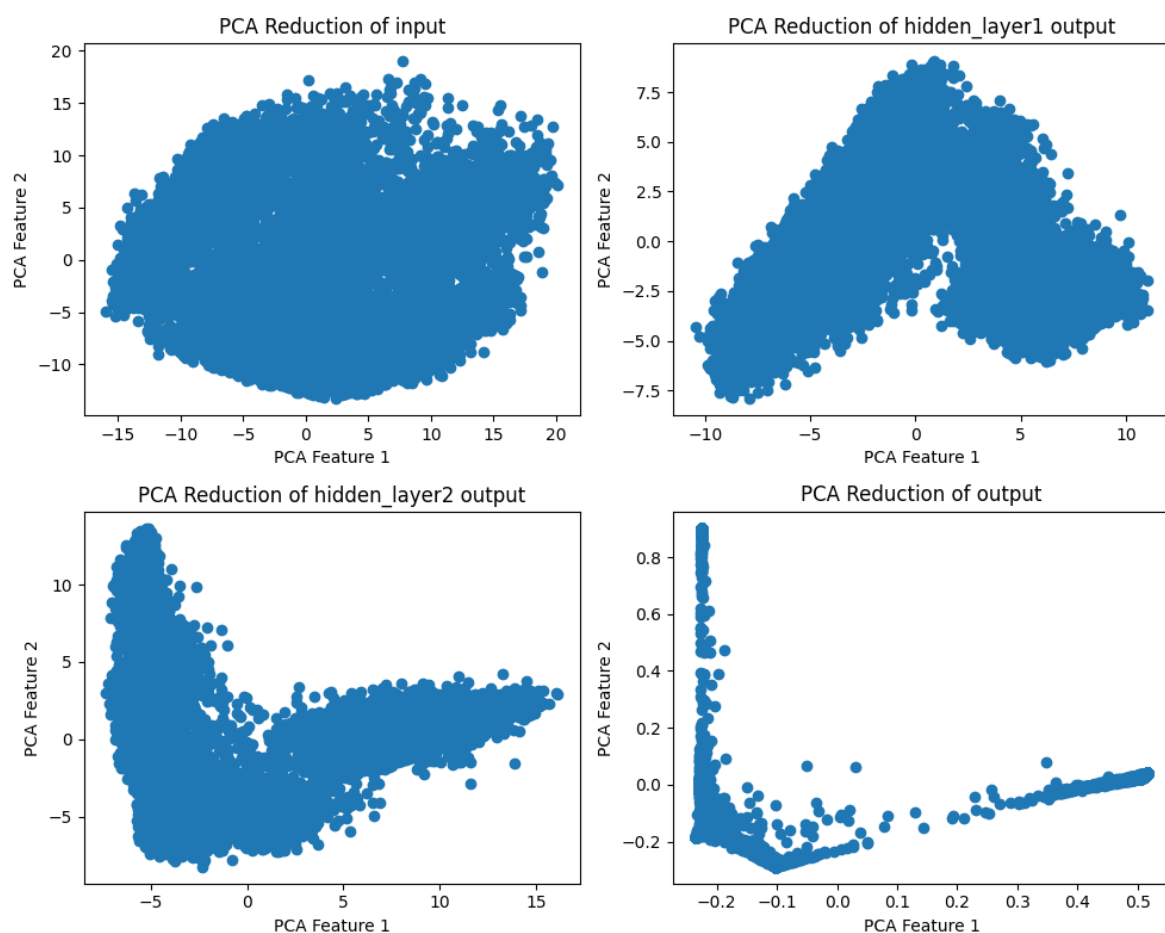 PCA Reduction of input
20
15
10
5
0
−5
−10
PCA Feature 2
−15 −10 −5 0 5 10 15 20
PCA Feature 1
PCA Reduction of hidden_layer1 output
7.5
5.0
2.5
0.0
−2.5
−5.0
−7.5
PCA Feature 2
−10 −5 0 5 10
PCA Feature 1
PCA Reduction of hidden_layer2 output
10
5
0
−5
PCA Feature 2
−5 0 5 10 15
PCA Feature 1
PCA Reduction of output
0.8
0.6
0.4
0.2
0.0
−0.2
PCA Feature 2
−0.2 −0.1 0.0 0.1 0.2 0.3 0.4 0.5
PCA Feature 1